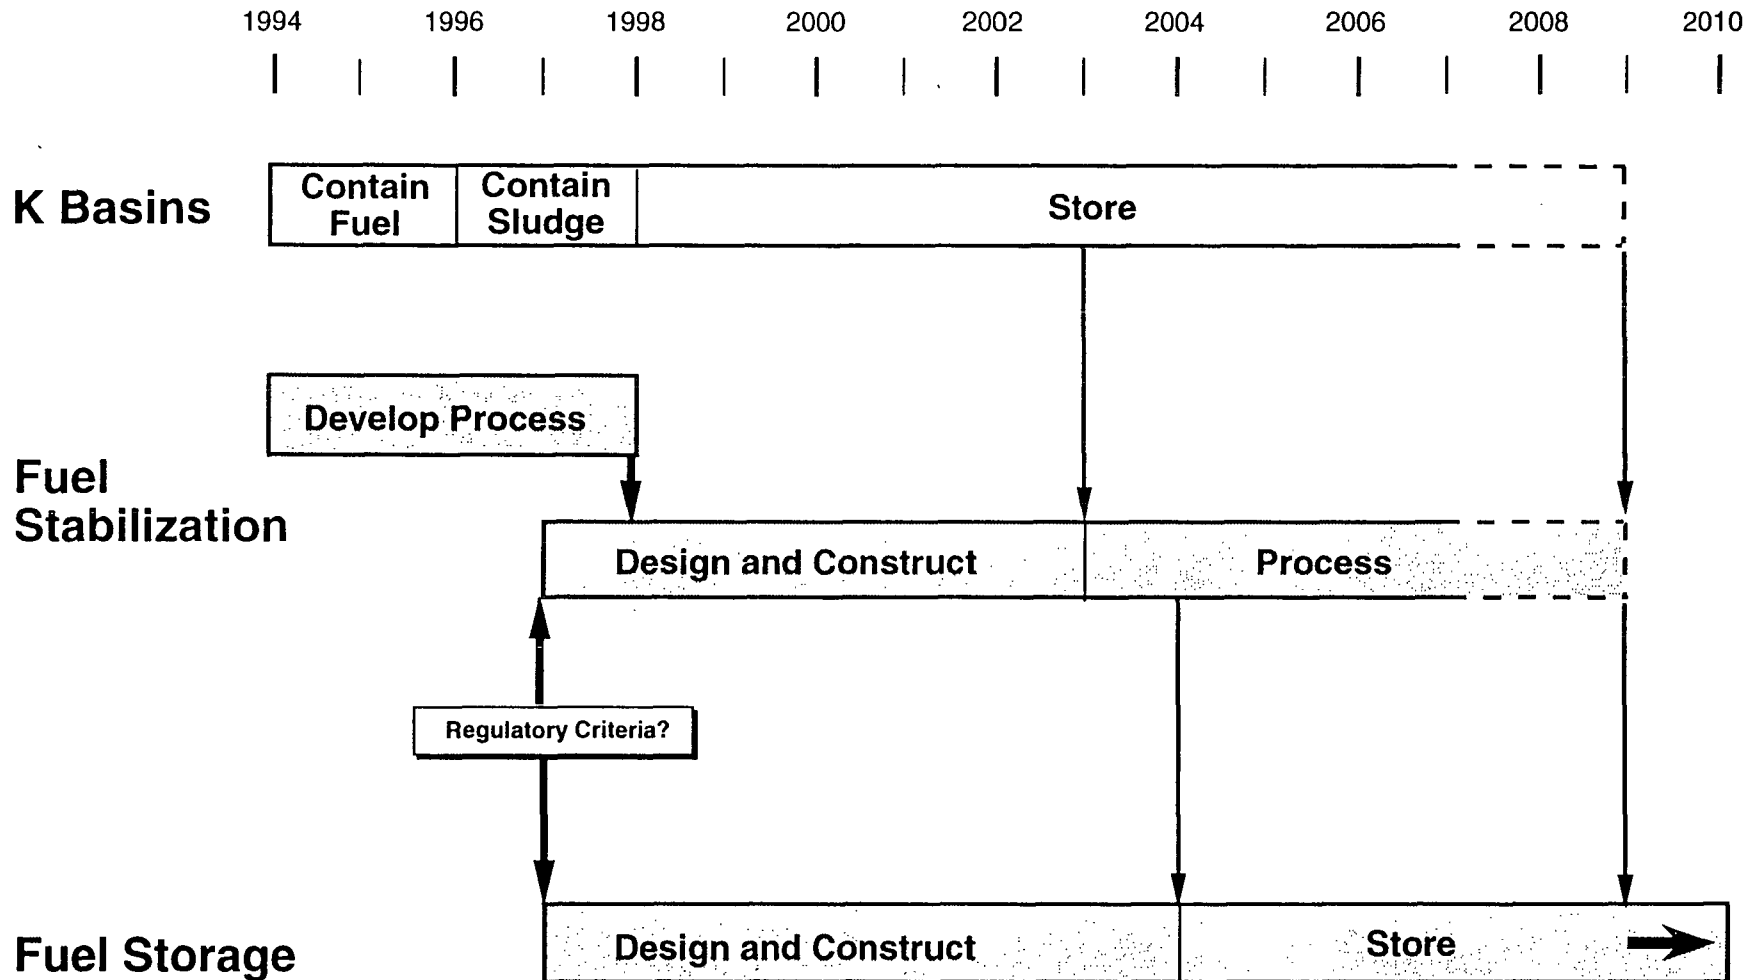 1994 1996 1998 2000 2002 2004 2006 2008 2010
K Basins
Contain
Fuel
Contain
Sludge
Store
Develop Process
Fuel
Stabilization
Design and Construct
Process
Regulatory Criteria?
Fuel Storage
Design and Construct
Store